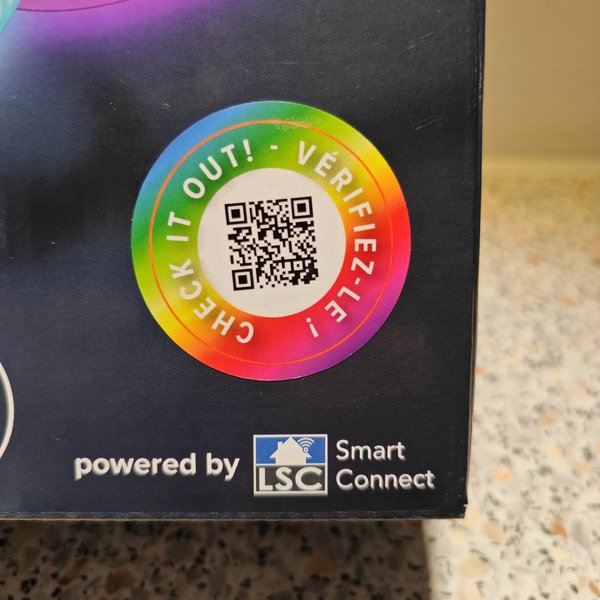 CHECK IT OUT! - VÉRIFIEZ-LE !
powered by
LSC
Smart
Connect